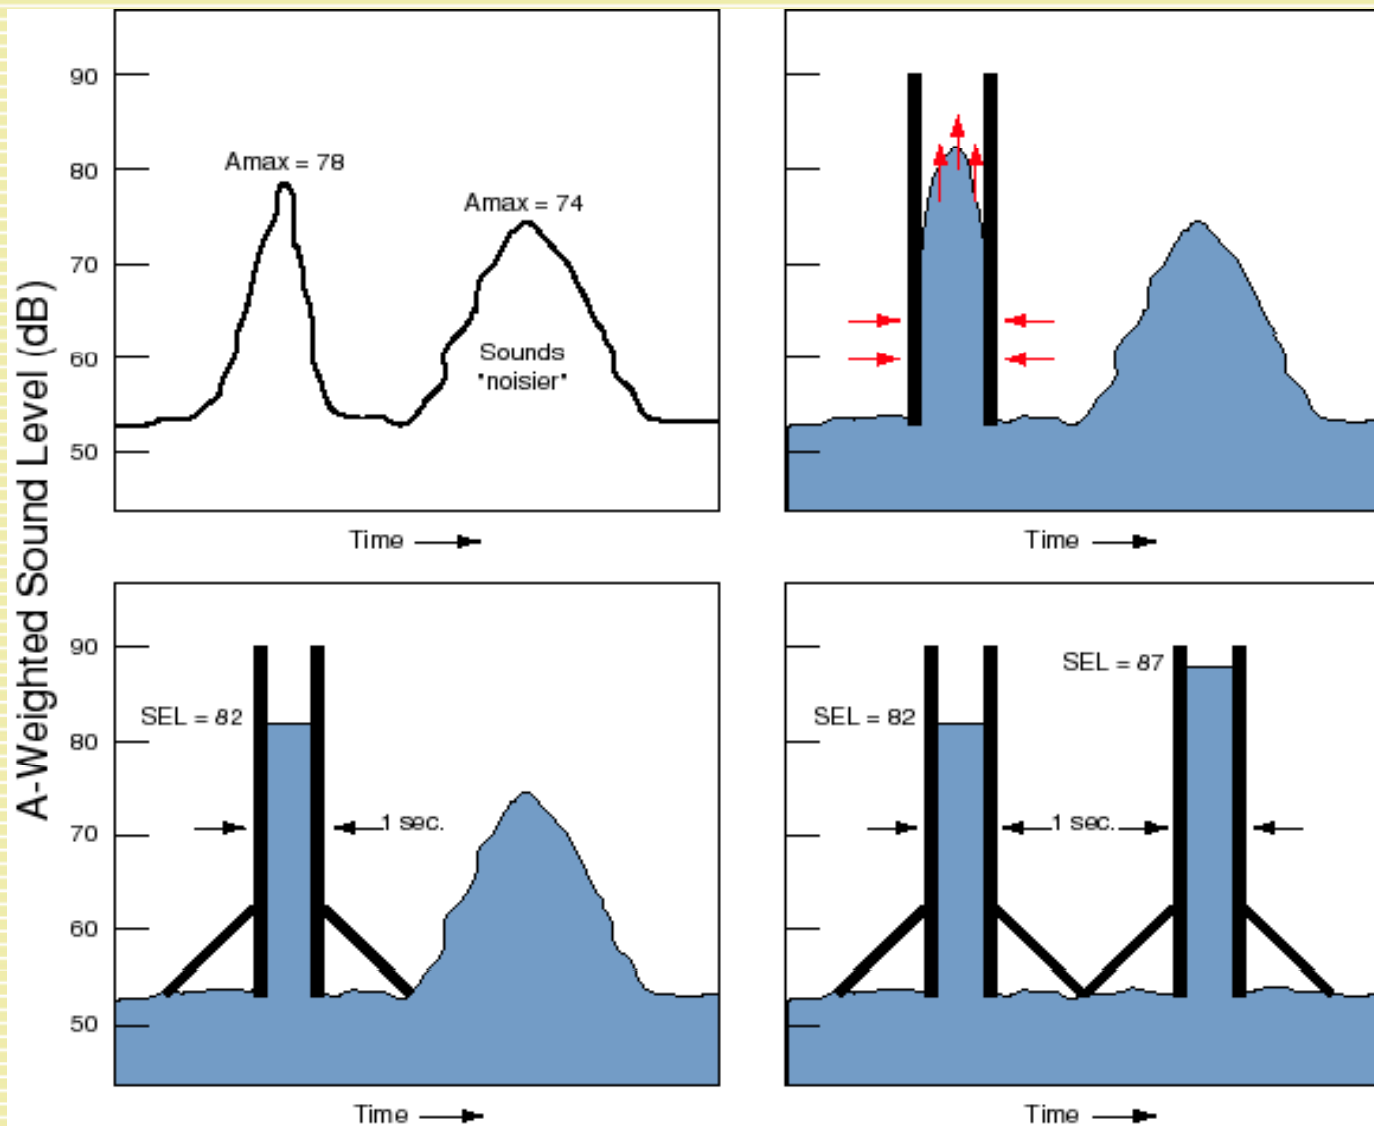 A-Weighted Sound Level (dB)
90
80
70
60
50
Amax = 78
Amax = 74
Sounds
"noisier"
Time
Time
90
80
70
60
50
SEL = 82
1 sec.
Time
SEL = 82
SEL = 87
1 sec.
Time